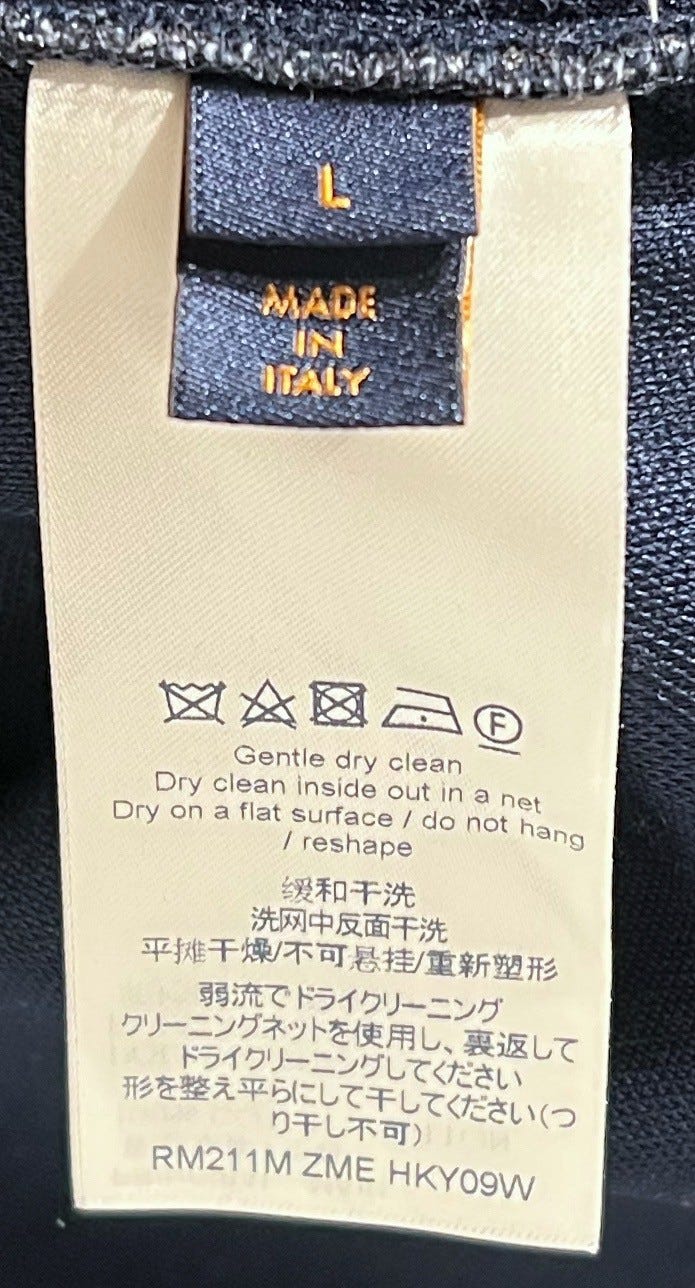 L
MADE
IN
ITALY
F
Gentle dry clean
Dry clean inside out in a net
Dry on a flat surface / do not hang
/ reshape
缓和干洗
洗网中反面干洗
平摊干燥/不可悬挂/重新塑形
弱流でドライクリーニング
クリーニングネットを使用し、裏返して
ドライクリーニングしてください
形を整え平らにして干してください(つ
り干し不可)
RM211M ZME HKY09W